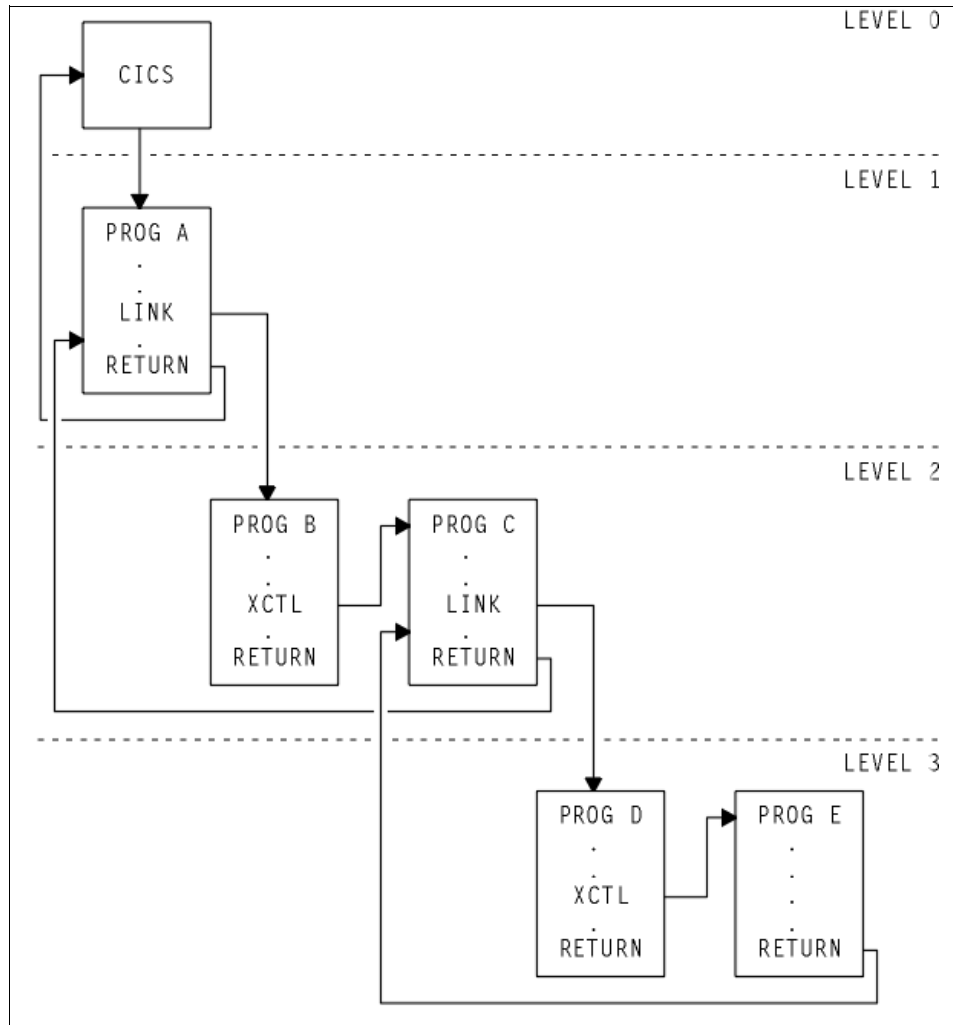 LEVEL 0
CICS
LEVEL 1
PROG A
.
.
LINK
.
RETURN
LEVEL 2
PROG B
.
.
XCTL
.
RETURN
PROG C
.
.
LINK
.
RETURN
LEVEL 3
PROG D
.
.
XCTL
.
RETURN
PROG E
.
.
.
.
RETURN